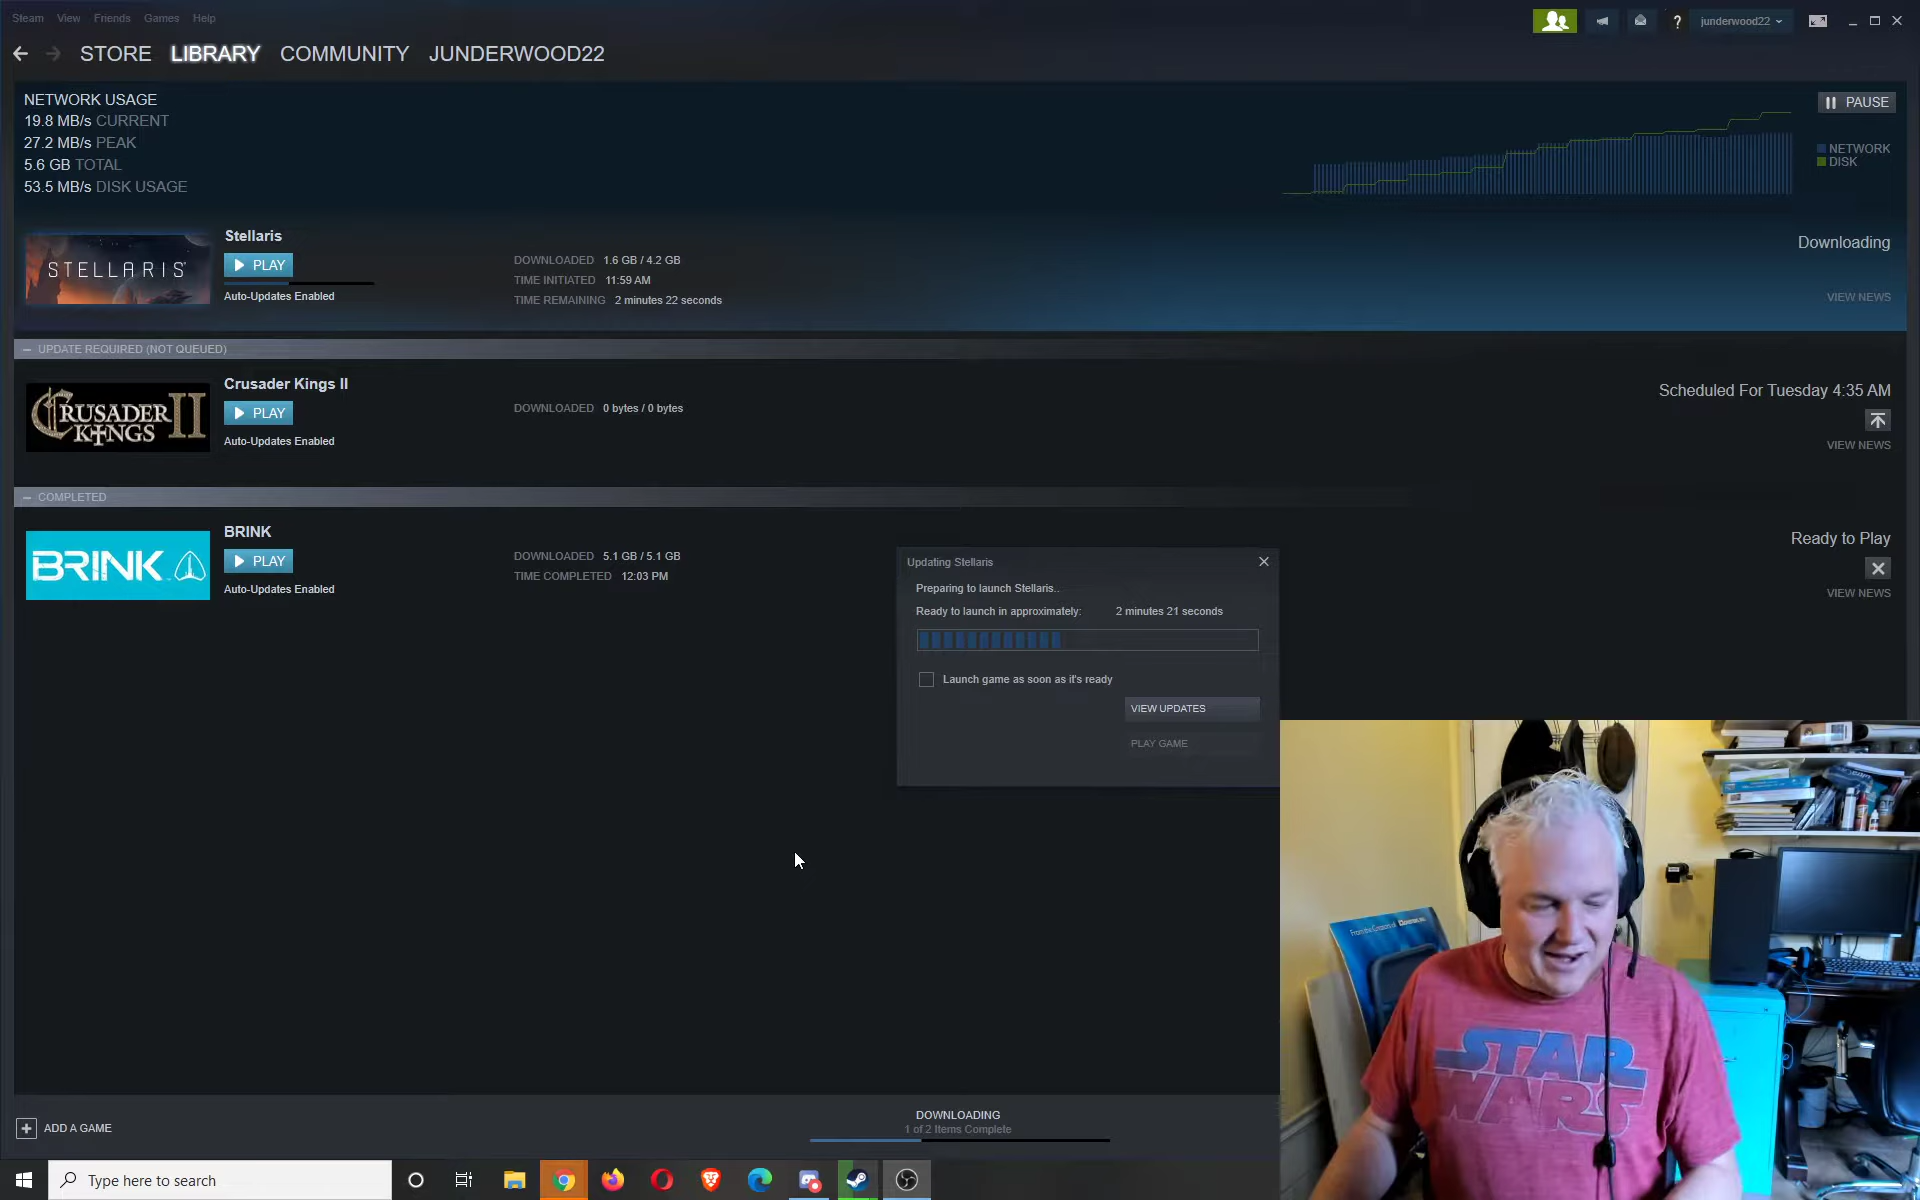 Steam View Friends Games Help
junderwood22
STORE LIBRARY COMMUNITY JUNDERWOOD22
NETWORK USAGE
19.8 MB/s CURRENT
27.2 MB/s PEAK
5.6 GB TOTAL
53.5 MB/s DISK USAGE
PAUSE
NETWORK
DISK
STELLARIS
Stellaris
PLAY
Auto-Updates Enabled
DOWNLOADED 1.6 GB / 4.2 GB
TIME INITIATED 11:59 AM
TIME REMAINING 2 minutes 22 seconds
Downloading
VIEW NEWS
UPDATE REQUIRED (NOT QUEUED)
CRUSADER KINGS II
Crusader Kings II
PLAY
Auto-Updates Enabled
DOWNLOADED 0 bytes / 0 bytes
Scheduled For Tuesday 4:35 AM
VIEW NEWS
COMPLETED
BRINK
BRINK
PLAY
Auto-Updates Enabled
DOWNLOADED 5.1 GB / 5.1 GB
TIME COMPLETED 12:03 PM
Ready to Play
VIEW NEWS
Updating Stellaris
Preparing to launch Stellaris..
Ready to launch in approximately: 2 minutes 21 seconds
Launch game as soon as it's ready
VIEW UPDATES
PLAY GAME
STAR
WARS
ADD A GAME
DOWNLOADING
1 of 2 Items Complete
Type here to search